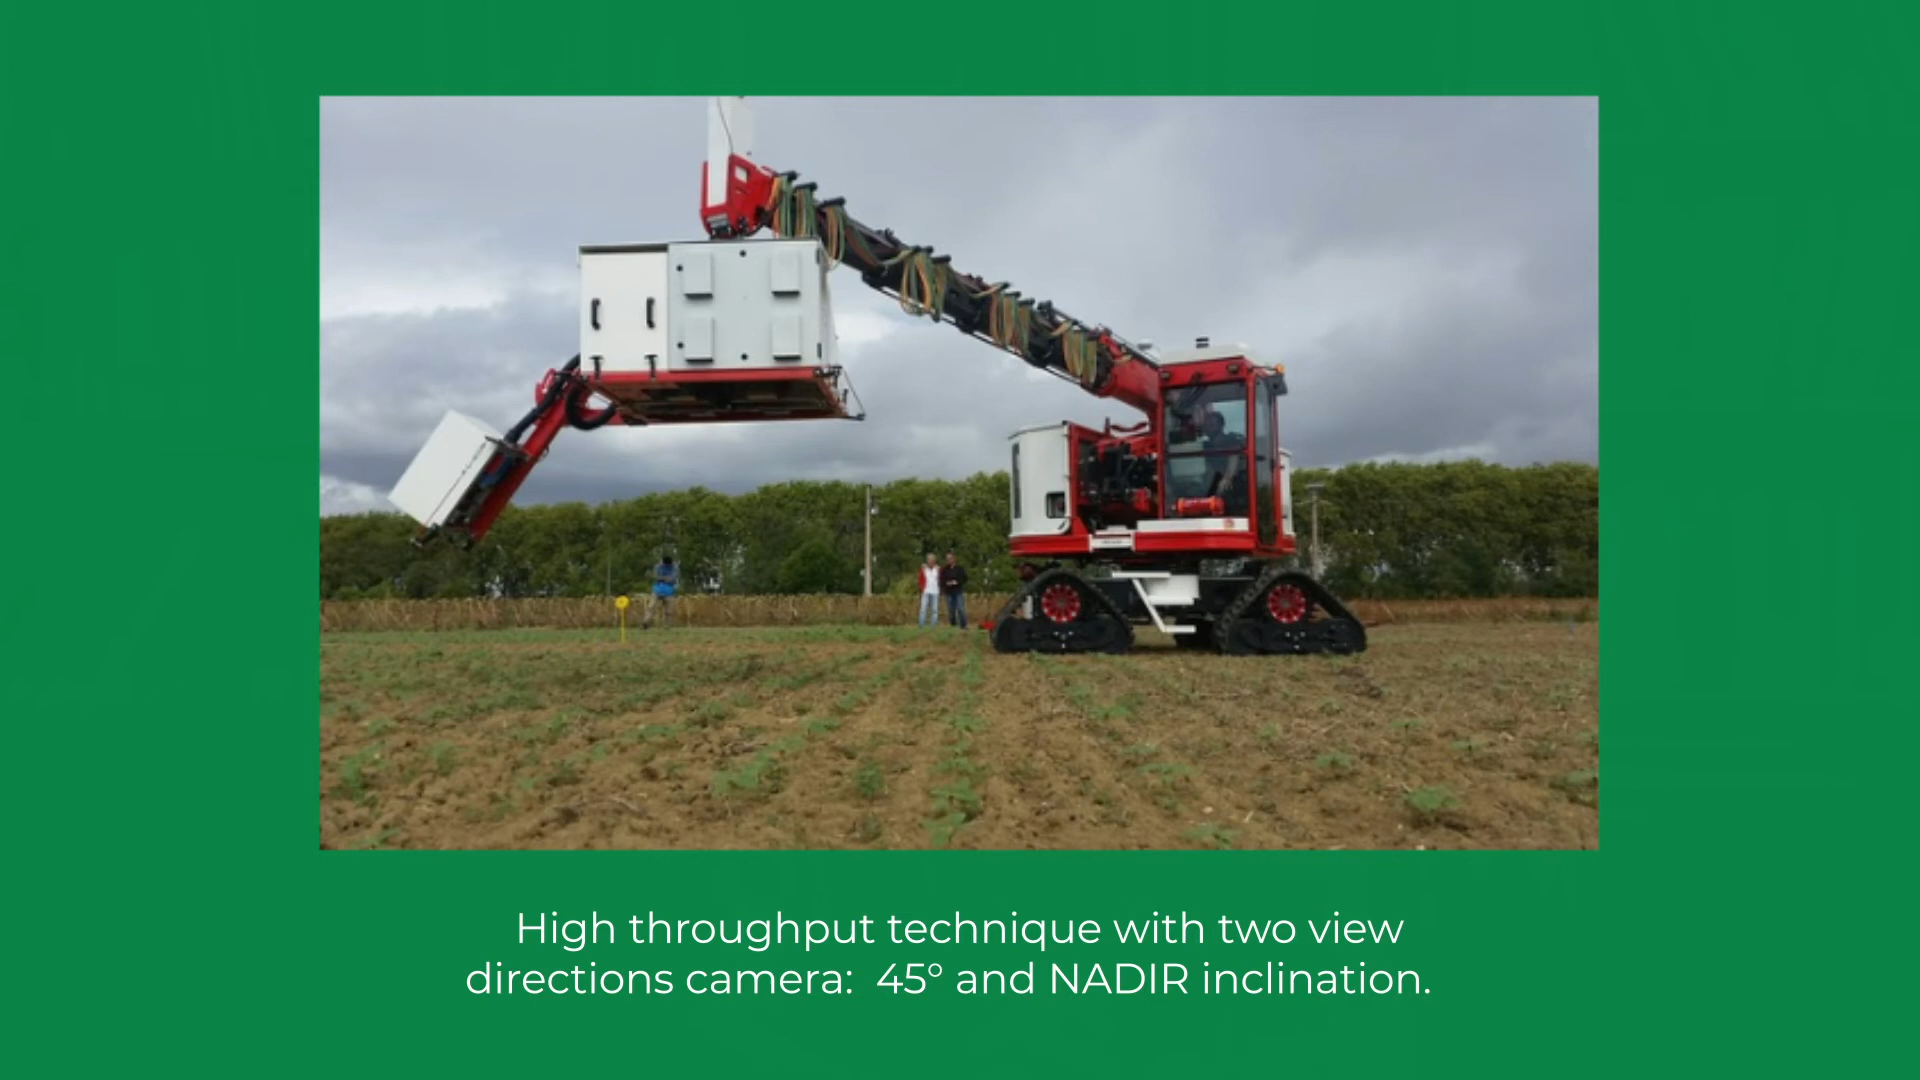 High throughput technique with two view
directions camera:  45° and NADIR inclination.